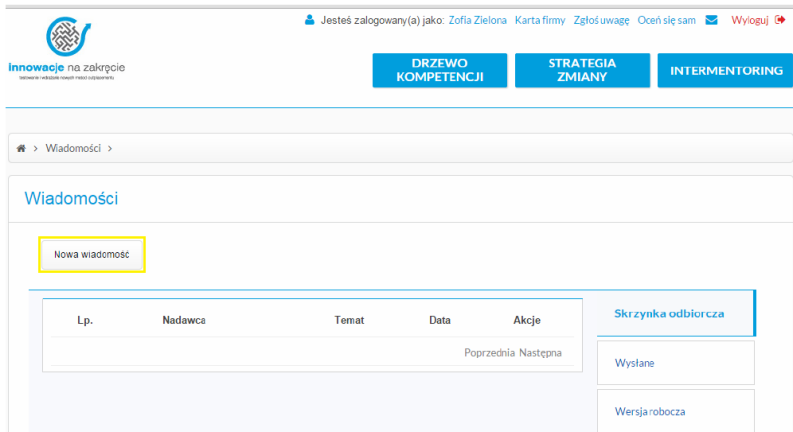 Jesteś zalogowany(a) jako: Zofia Zielona Karta firmy Zgłoś uwagę Oceń się sam Wyloguj
innowacje na zakręcie
DRZEWO KOMPETENCJI
STRATEGIA ZMIANY
INTERMENTORING
> Wiadomości >
Wiadomości
Nowa wiadomość
Lp. Nadawca Temat Data Akcje
Poprzednia Następna
Skrzynka odbiorcza
Wysłane
Wersja robocza